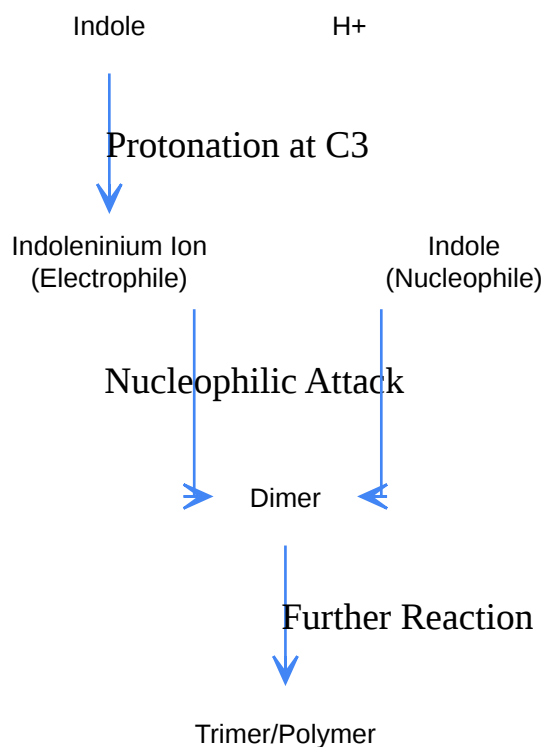 Indole
H+
Protonation at C3
Indoleninium Ion
(Electrophile)
Indole
(Nucleophile)
Nucleophilic Attack
Dimer
Further Reaction
Trimer/Polymer